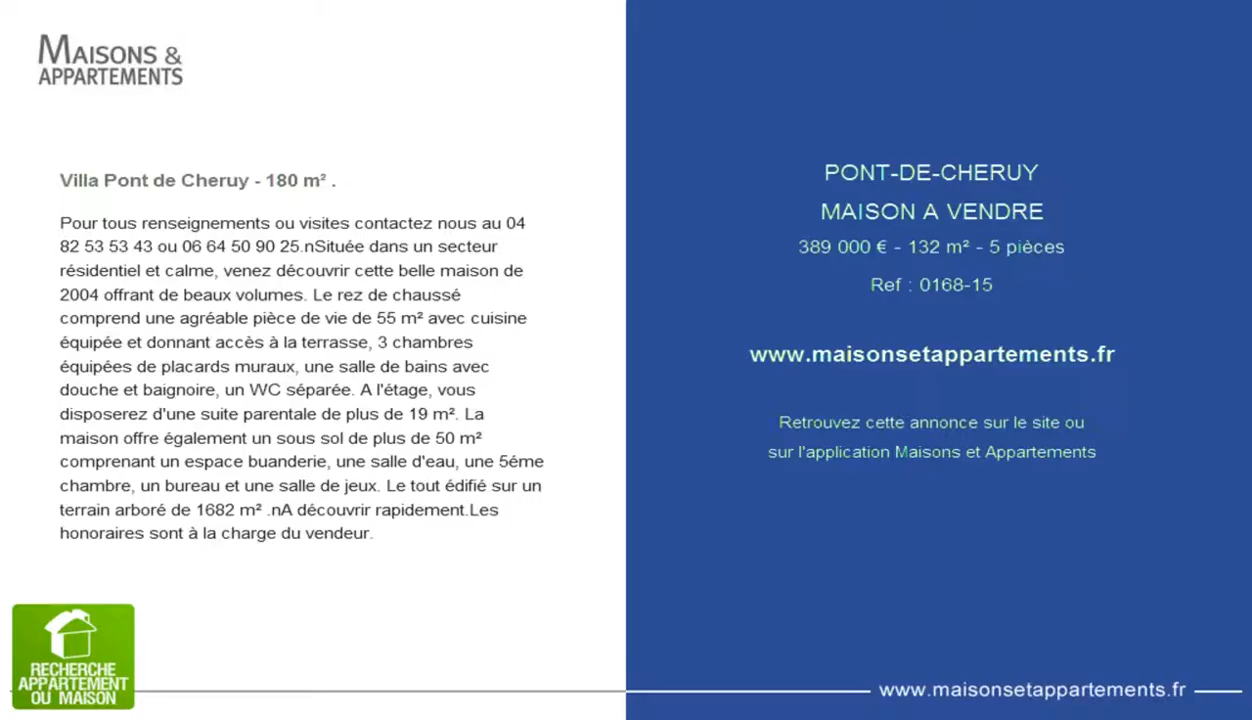 MAISONS &
APPARTEMENTS
Villa Pont de Cheruy - 180 m² .
Pour tous renseignements ou visites contactez nous au 04
82 53 53 43 ou 06 64 50 90 25.nSituée dans un secteur
résidentiel et calme, venez découvrir cette belle maison de
2004 offrant de beaux volumes. Le rez de chaussé
comprend une agréable pièce de vie de 55 m² avec cuisine
équipée et donnant accès à la terrasse, 3 chambres
équipées de placards muraux, une salle de bains avec
douche et baignoire, un WC séparée. A l'étage, vous
disposerez d'une suite parentale de plus de 19 m². La
maison offre également un sous sol de plus de 50 m²
comprenant un espace buanderie, une salle d'eau, une 5éme
chambre, un bureau et une salle de jeux. Le tout édifié sur un
terrain arboré de 1682 m² .nA découvrir rapidement.Les
honoraires sont à la charge du vendeur.
RECHERCHE
APPARTEMENT
OU MAISON
PONT-DE-CHERUY
MAISON A VENDRE
389 000 € - 132 m² - 5 pièces
Ref : 0168-15
www.maisonsetappartements.fr
Retrouvez cette annonce sur le site ou
sur l'application Maisons et Appartements
www.maisonsetappartements.fr